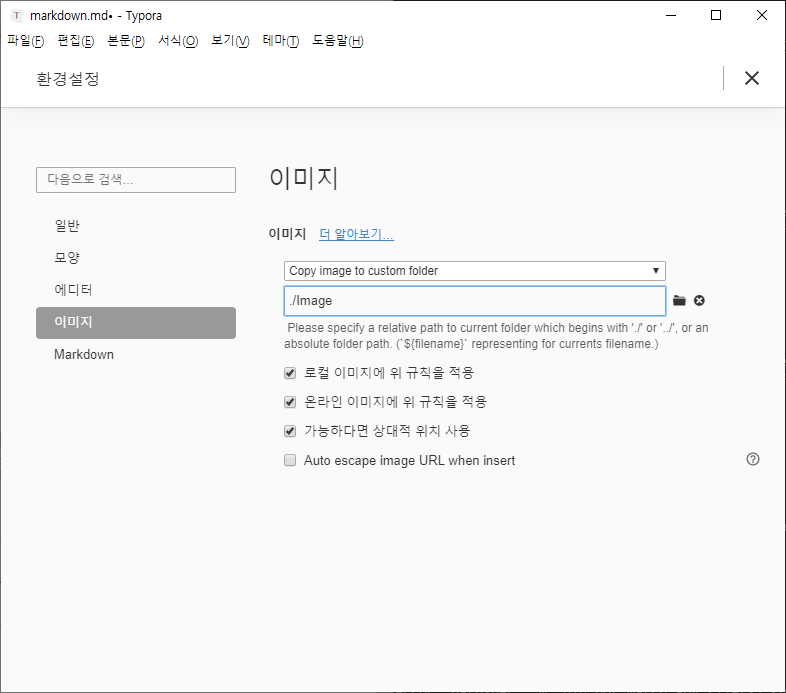 markdown.md• - Typora
파일(F) 편집(E) 본문(P) 서식(O) 보기(V) 테마(T) 도움말(H)
환경설정
다음으로 검색...
일반
모양
에디터
이미지
Markdown
이미지
이미지 더 알아보기...
Copy image to custom folder
./Image
Please specify a relative path to current folder which begins with './' or '../', or an
absolute folder path. (`${filename}` representing for currents filename.)
로컬 이미지에 위 규칙을 적용
온라인 이미지에 위 규칙을 적용
가능하다면 상대적 위치 사용
Auto escape image URL when insert